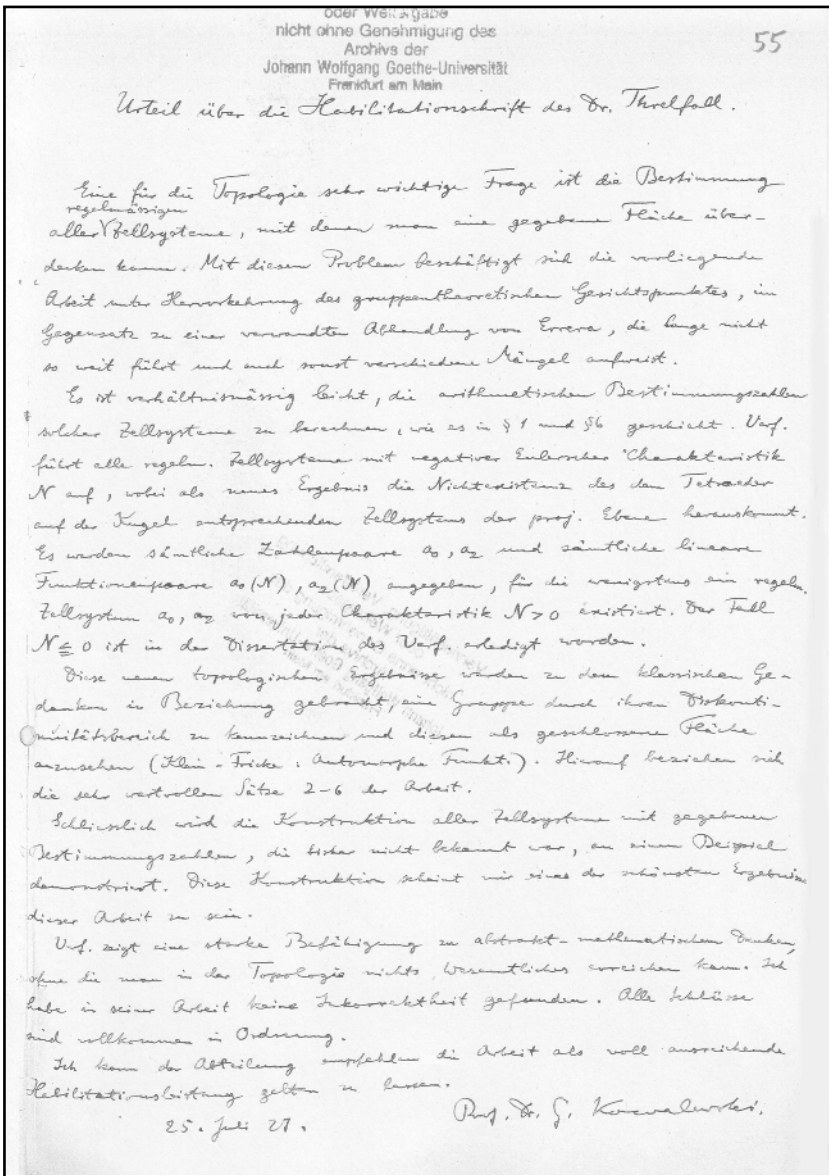 oder Weitergabe
nicht ohne Genehmigung des
Archivs der
Johann Wolfgang Goethe-Universität
Frankfurt am Main
55
Urteil über die Habilitationsschrift des Dr. Threlfall.
Eine für die Topologie sehr wichtige Frage ist die Bestimmung
regelmässigen
aller Zellsysteme, mit denen man eine gegebene Fläche über-
decken kann. Mit diesem Problem beschäftigt sich die vorliegende
Arbeit unter Hervorkehrung des gruppentheoretischen Gesichtspunktes, im
Gegensatz zu einer verwandten Abhandlung von Errera, die lange nicht
so weit führt und auch sonst verschiedene Mängel aufweist.
Es ist verhältnismässig leicht, die arithmetischen Bestimmungszahlen
solcher Zellsysteme zu berechnen, wie es in § 1 und § 6 geschieht. Verf.
führt alle regelm. Zellsysteme mit negativer Eulerscher Charakteristik
N auf, wobei als neues Ergebnis die Nichtexistenz des dem Tetraeder
auf der Kugel entsprechenden Zellsystems der proj. Ebene herauskommt.
Es werden sämtliche Zahlenpaare a₀, a₂ und sämtliche lineare
Funktionenpaare a₀(N), a₂(N) angegeben, für die wenigstens ein regelm.
Zellsystem a₀, a₂ von jeder Charakteristik N>0 existiert. Der Fall
N ≦ 0 ist in der Dissertation des Verf. erledigt worden.
Diese neuen topologischen Ergebnisse werden zu dem klassischen Ge-
danken in Beziehung gebracht, eine Gruppe durch ihren Diskonti-
nuitätsbereich zu kennzeichnen und diesen als geschlossene Fläche
anzusehen (Klein-Fricke: Automorphe Funkt.). Hierauf beziehen sich
die sehr wertvollen Sätze 2-6 der Arbeit.
Schliesslich wird die Konstruktion aller Zellsysteme mit gegebenen
Bestimmungszahlen, die bisher nicht bekannt war, an einem Beispiel
demonstriert. Diese Konstruktion scheint mir eines der schönsten Ergebnisse
dieser Arbeit zu sein.
Verf. zeigt eine starke Befähigung zu abstrakt-mathematischem Denken,
ohne die man in der Topologie nichts Wesentliches erreichen kann. Ich
habe in seiner Arbeit keine Inkorrektheit gefunden. Alle Schlüsse
sind vollkommen in Ordnung.
Ich kann der Abteilung empfehlen die Arbeit als voll ausreichende
Habilitationsleistung gelten zu lassen.
25. Juli 27.
Prof. Dr. G. Kowalewski.